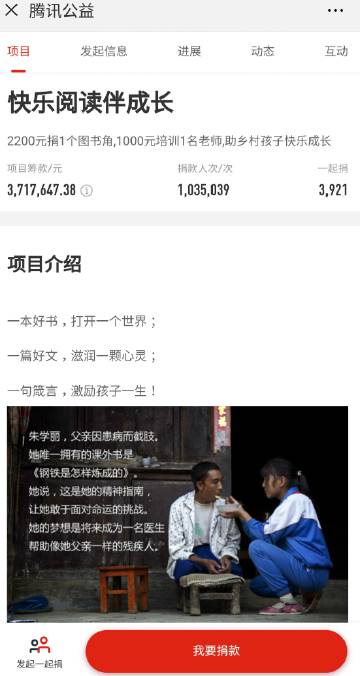 腾讯公益
项目 发起信息 进展 动态 互动
快乐阅读伴成长
2200元捐1个图书角,1000元培训1名老师,助乡村孩子快乐成长
项目筹款/元 捐款人次/次 一起捐
3,717,647.38 1,035,039 3,921
项目介绍
一本好书，打开一个世界；
一篇好文，滋润一颗心灵；
一句箴言，激励孩子一生！
朱学丽，父亲因患病而截肢。
她唯一拥有的课外书是
《钢铁是怎样炼成的》。
她说，这是她的精神指南，
让她敢于面对命运的挑战。
她的梦想是将来成为一名医生
帮助像她父亲一样的残疾人。
发起一起捐
我要捐款